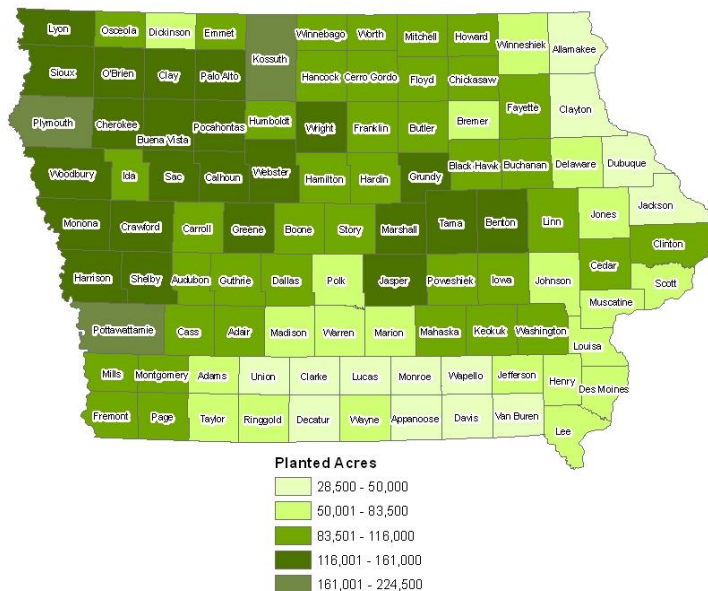 Lyon
Osceola
Dickinson
Emmet
Kossuth
Winnebago
Worth
Mitchell
Howard
Winneshiek
Allamakee
Sioux
O'Brien
Clay
Palo Alto
Hancock
Cerro Gordo
Floyd
Chickasaw
Fayette
Clayton
Plymouth
Cherokee
Buena Vista
Pocahontas
Humboldt
Wright
Franklin
Butler
Bremer
Woodbury
Ida
Sac
Calhoun
Webster
Hamilton
Hardin
Grundy
Black Hawk
Buchanan
Delaware
Dubuque
Monona
Crawford
Carroll
Greene
Boone
Story
Marshall
Tama
Benton
Linn
Jones
Jackson
Clinton
Harrison
Shelby
Audubon
Guthrie
Dallas
Polk
Jasper
Poweshiek
Iowa
Johnson
Cedar
Scott
Muscatine
Pottawattamie
Cass
Adair
Madison
Warren
Marion
Mahaska
Keokuk
Washington
Louisa
Mills
Montgomery
Adams
Union
Clarke
Lucas
Monroe
Wapello
Jefferson
Henry
Des Moines
Fremont
Page
Taylor
Ringgold
Decatur
Wayne
Appanoose
Davis
Van Buren
Lee
Planted Acres
28,500 - 50,000
50,001 - 83,500
83,501 - 116,000
116,001 - 161,000
161,001 - 224,500